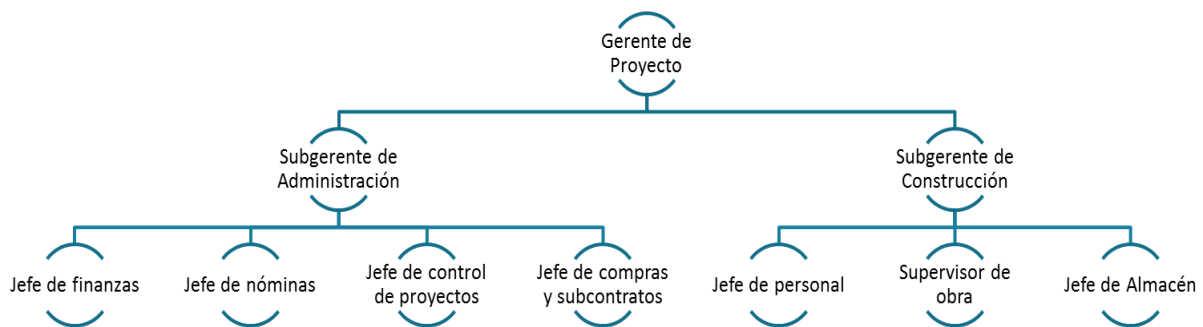 Gerente de
Proyecto
Subgerente de
Administración
Subgerente de
Construcción
Jefe de finanzas
Jefe de nóminas
Jefe de control
de proyectos
Jefe de compras
y subcontratos
Jefe de personal
Supervisor de
obra
Jefe de Almacén